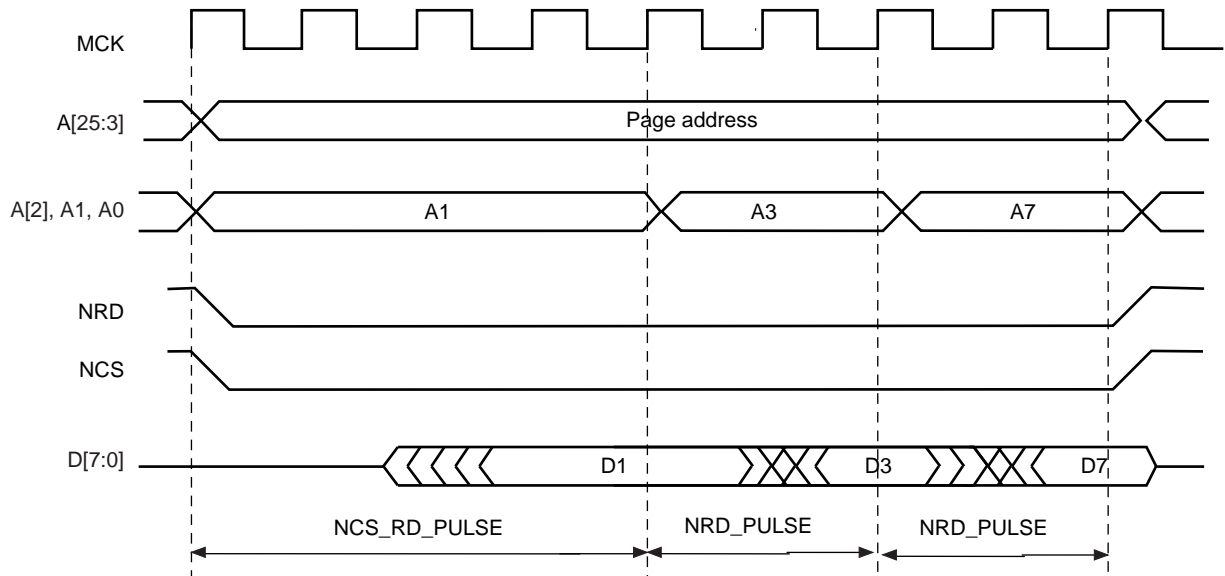 MCK
A[25:3]
Page address
A[2], A1, A0
A1
A3
A7
NRD
NCS
D[7:0]
D1
D3
D7
NCS_RD_PULSE
NRD_PULSE
NRD_PULSE